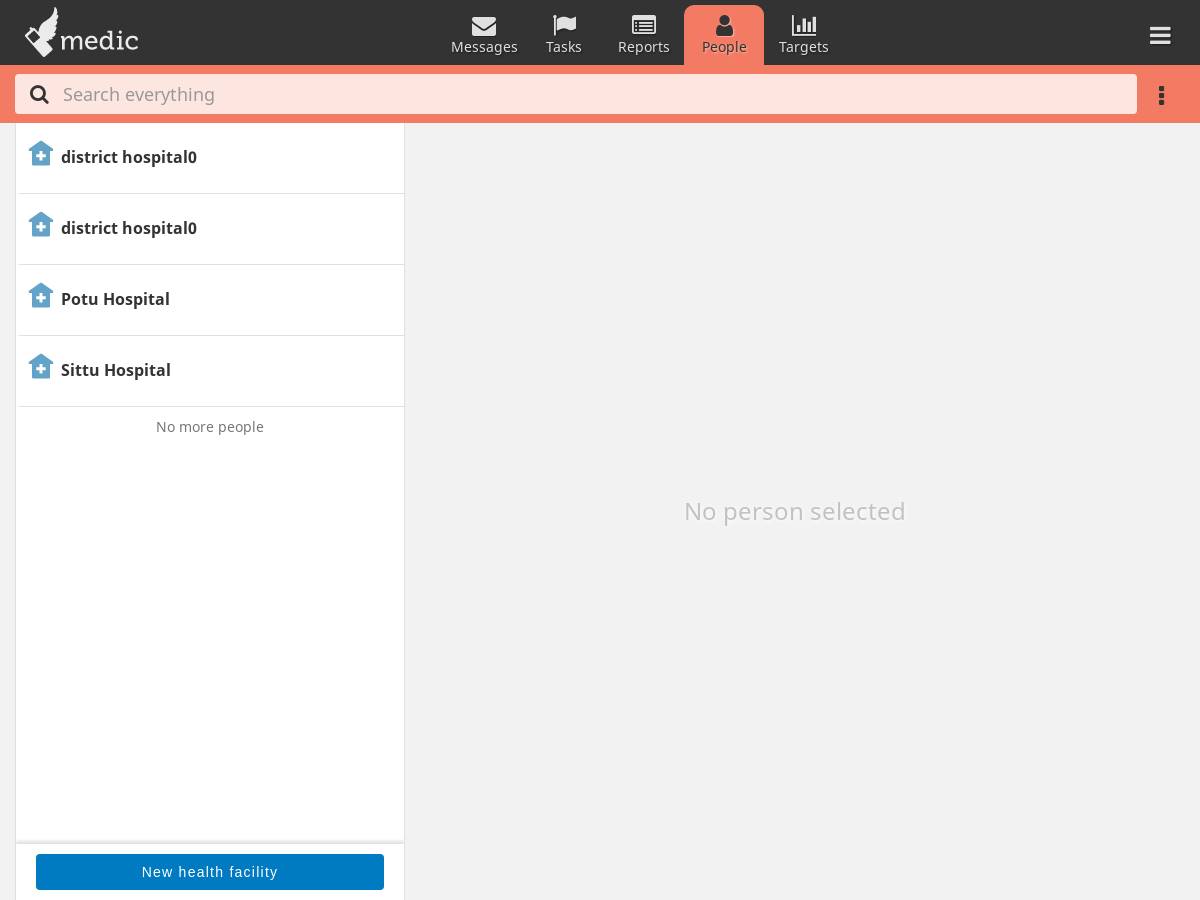 medic
Messages
Tasks
Reports
People
Targets
Search everything
district hospital0
district hospital0
Potu Hospital
Sittu Hospital
No more people
No person selected
New health facility